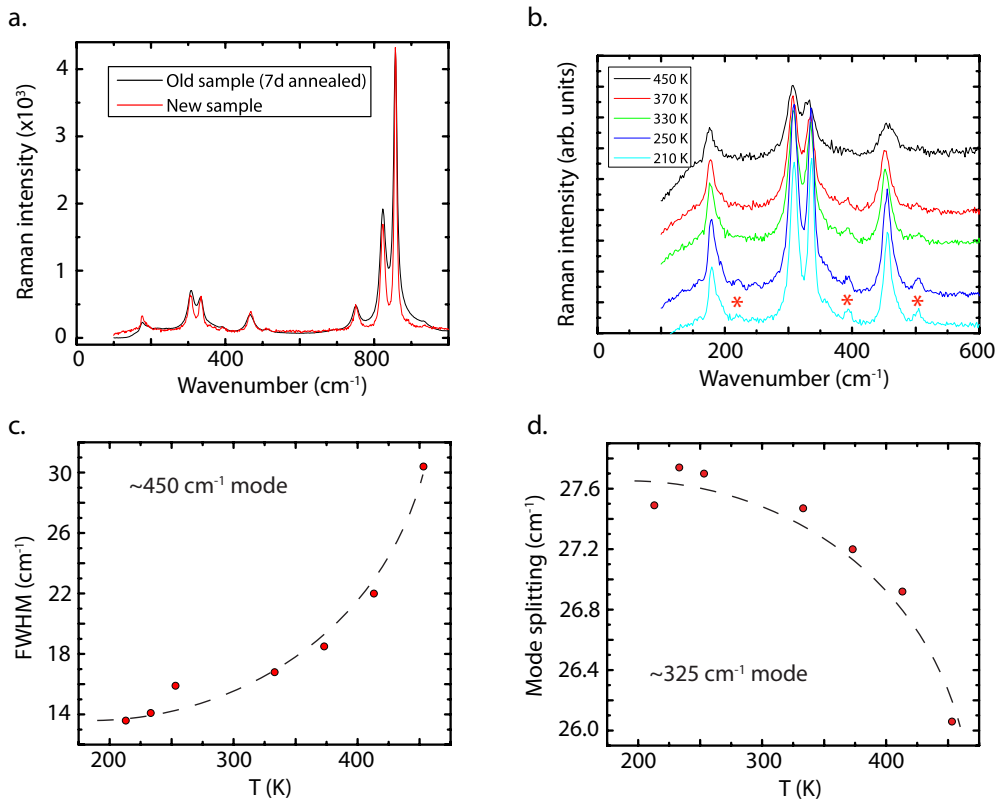 a.
Old sample (7d annealed)
New sample
Raman intensity (x10³)
4
3
2
1
0
0 400 800
Wavenumber (cm⁻¹)
b.
450 K
370 K
330 K
250 K
210 K
Raman intensity (arb. units)
* * *
0 200 400 600
Wavenumber (cm⁻¹)
c.
~450 cm⁻¹ mode
FWHM (cm⁻¹)
30
26
22
18
14
200 300 400
T (K)
d.
~325 cm⁻¹ mode
Mode splitting (cm⁻¹)
27.6
27.2
26.8
26.4
26.0
200 300 400
T (K)